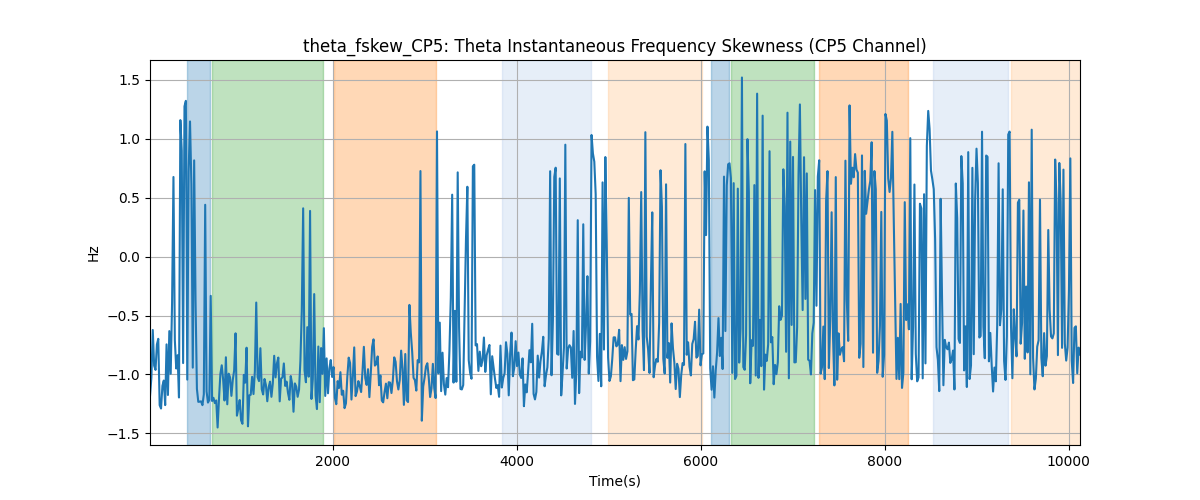 theta_fskew_CP5: Theta Instantaneous Frequency Skewness (CP5 Channel)
1.5
1.0
0.5
0.0
−0.5
−1.0
−1.5
Hz
2000 4000 6000 8000 10000
Time(s)